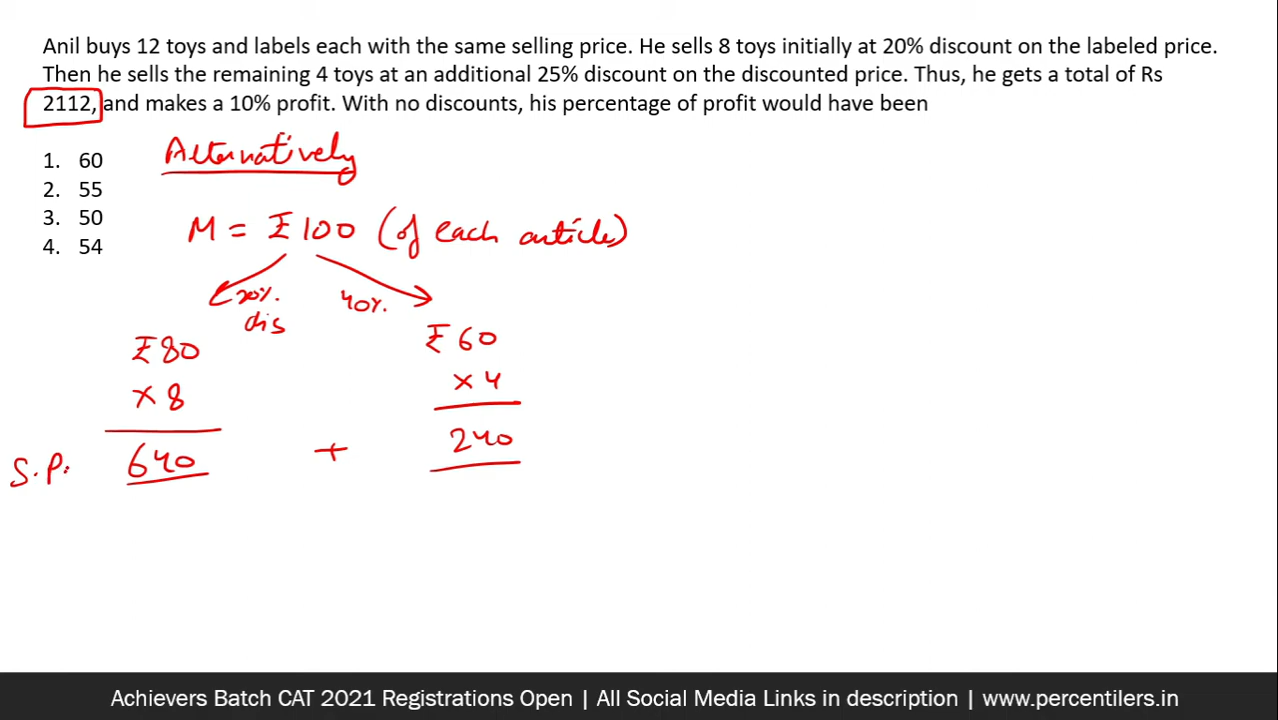 Anil buys 12 toys and labels each with the same selling price. He sells 8 toys initially at 20% discount on the labeled price.
Then he sells the remaining 4 toys at an additional 25% discount on the discounted price. Thus, he gets a total of Rs
2112, and makes a 10% profit. With no discounts, his percentage of profit would have been
1. 60
2. 55
3. 50
4. 54
Alternatively
M = ₹100 (of each article)
20% dis
40%
₹80
₹60
× 8
× 4
S.P. 640 + 240
Achievers Batch CAT 2021 Registrations Open | All Social Media Links in description | www.percentilers.in